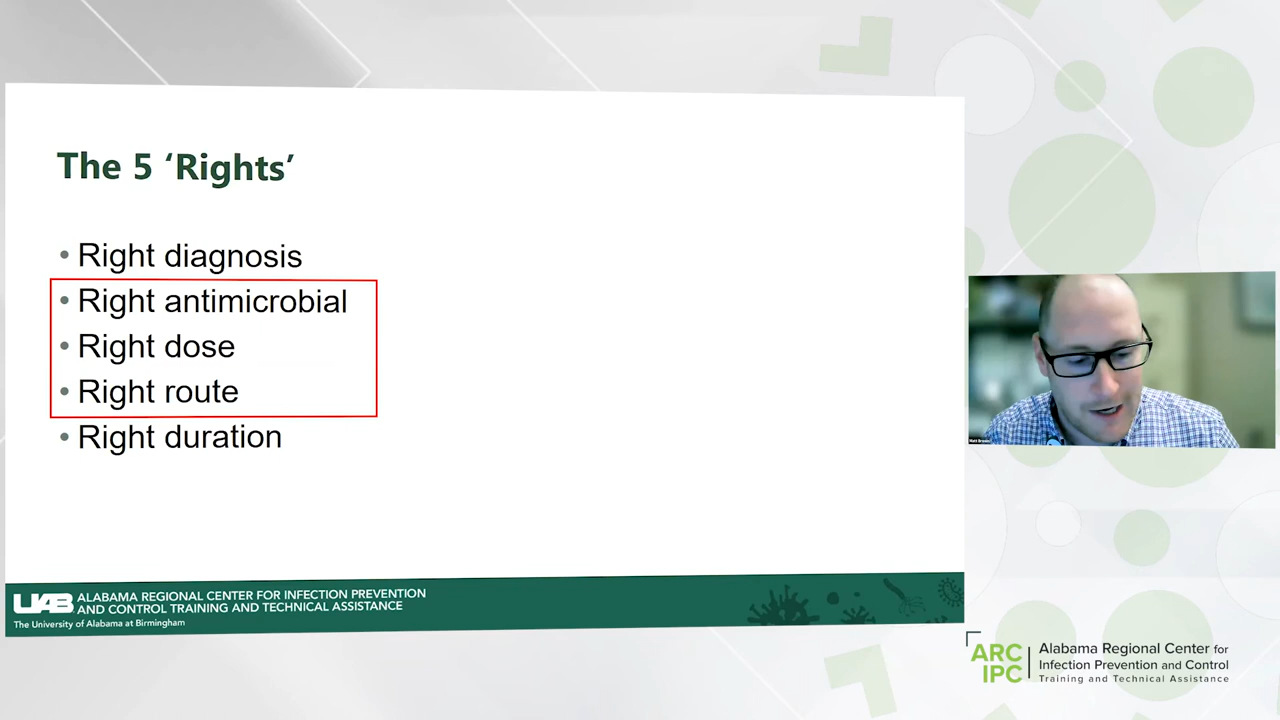 The 5 ‘Rights’
• Right diagnosis
• Right antimicrobial
• Right dose
• Right route
• Right duration
UAB
ALABAMA REGIONAL CENTER FOR INFECTION PREVENTION
AND CONTROL TRAINING AND TECHNICAL ASSISTANCE
The University of Alabama at Birmingham
ARC
IPC
Alabama Regional Center for
Infection Prevention and Control
Training and Technical Assistance